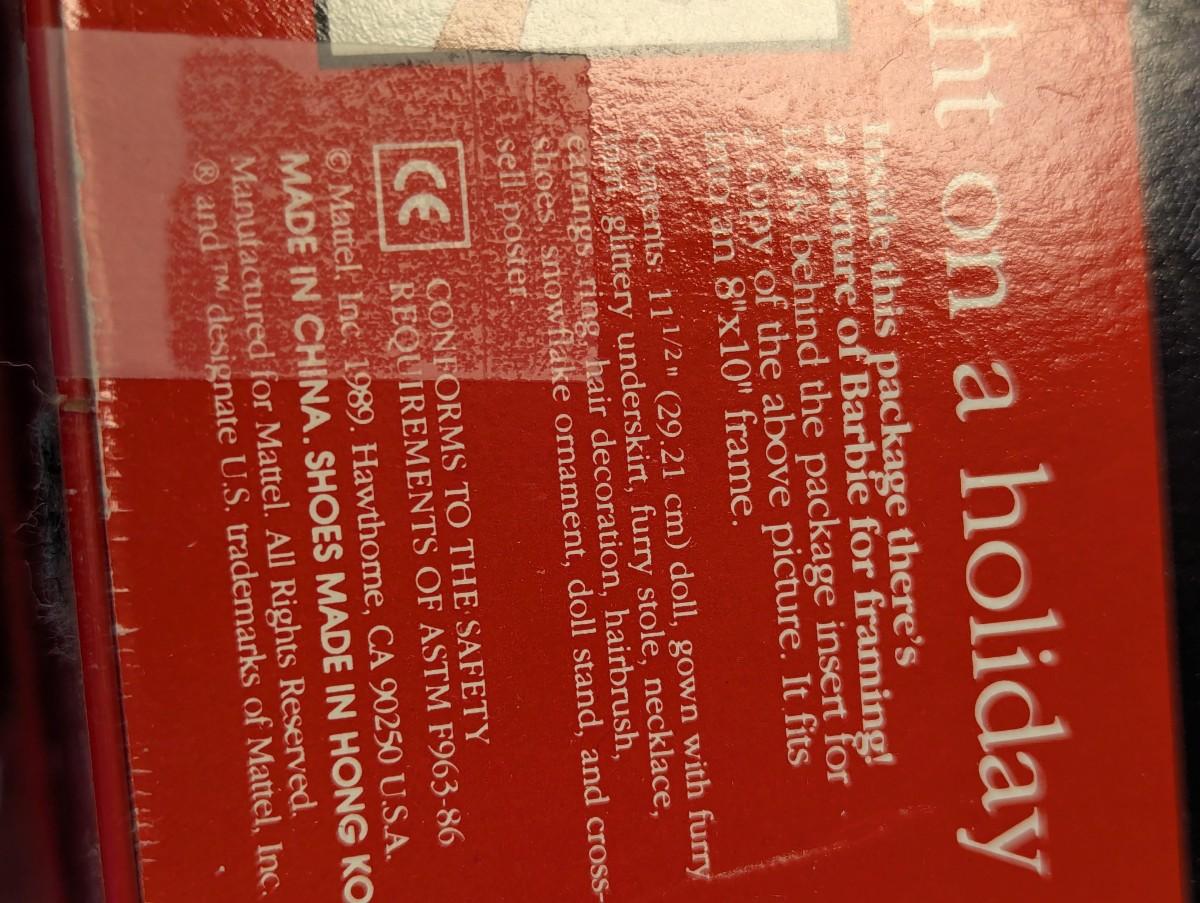 ght on a holiday
Inside this package there's
a picture of Barbie for framing!
Look behind the package insert for
a copy of the above picture. It fits
into an 8"x10" frame.
Contents: 11 1/2" (29.21 cm) doll, gown with furry
trim, glittery underskirt, furry stole, necklace,
earrings, ring, hair decoration, hairbrush,
shoes, snowflake ornament, doll stand, and cross-
sell poster.
CE CONFORMS TO THE SAFETY
REQUIREMENTS OF ASTM F963-86
© Mattel, Inc. 1989, Hawthorne, CA 90250 U.S.A.
MADE IN CHINA. SHOES MADE IN HONG KO
Manufactured for Mattel. All Rights Reserved.
® and ™ designate U.S. trademarks of Mattel, Inc.